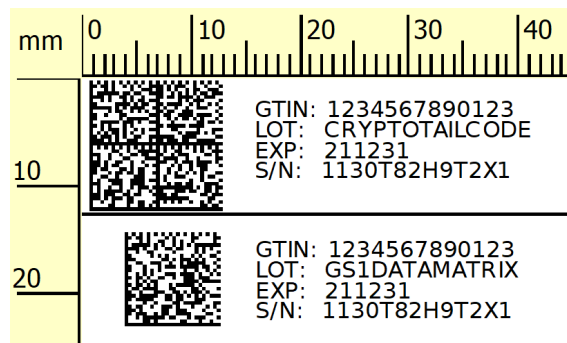 mm 0 10 20 30 40
GTIN: 1234567890123
LOT: CRYPTOTAILCODE
EXP: 211231
S/N: 1130T82H9T2X1
10
GTIN: 1234567890123
LOT: GS1DATAMATRIX
EXP: 211231
S/N: 1130T82H9T2X1
20